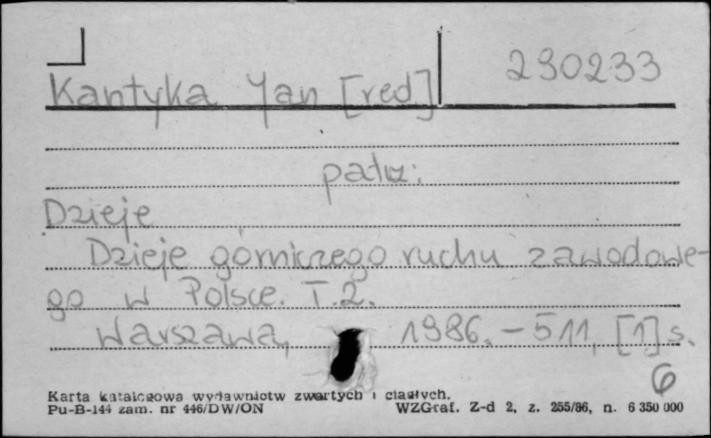 230233
Kantyka Jan [red]
patrz:
Dzieje
Dzieje górniczego ruchu zawodowe-
go w Polsce. T.2.
Warszawa, 1986. - 511, [1] s.
6
Karta katalogowa wydawnictw zwartych i ciągłych.
Pu-B-144 zam. nr 446/DW/ON WZGraf. Z-d 2, z. 255/86, n. 6 350 000